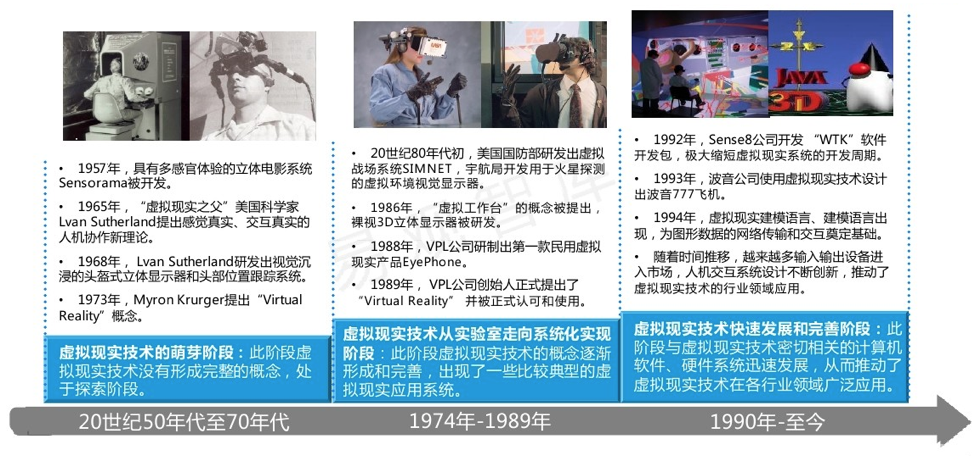 JAVA
3D
• 1957年，具有多感官体验的立体电影系统
Sensorama被开发。
• 1965年，“虚拟现实之父”美国科学家
Lvan Sutherland提出感觉真实、交互真实的
人机协作新理论。
• 1968年， Lvan Sutherland研发出视觉沉
浸的头盔式立体显示器和头部位置跟踪系统。
• 1973年，Myron Krurger提出“Virtual
Reality”概念。
虚拟现实技术的萌芽阶段：此阶段虚
拟现实技术没有形成完整的概念，处
于探索阶段。
20世纪50年代至70年代
• 20世纪80年代初，美国国防部研发出虚拟
战场系统SIMNET，宇航局开发用于火星探测
的虚拟环境视觉显示器。
• 1986年，“虚拟工作台”的概念被提出，
裸视3D立体显示器被研发。
• 1988年，VPL公司研制出第一款民用虚拟
现实产品EyePhone。
• 1989年， VPL公司创始人正式提出了
“Virtual Reality” 并被正式认可和使用。
虚拟现实技术从实验室走向系统化实现
阶段：此阶段虚拟现实技术的概念逐渐
形成和完善，出现了一些比较典型的虚
拟现实应用系统。
1974年-1989年
• 1992年，Sense8公司开发 “WTK”软件
开发包，极大缩短虚拟现实系统的开发周期。
• 1993年，波音公司使用虚拟现实技术设计
出波音777飞机。
• 1994年，虚拟现实建模语言、建模语言出
现，为图形数据的网络传输和交互奠定基础。
• 随着时间推移，越来越多输入输出设备进
入市场，人机交互系统设计不断创新，推动了
虚拟现实技术的行业领域应用。
虚拟现实技术快速发展和完善阶段：此
阶段与虚拟现实技术密切相关的计算机
软件、硬件系统迅速发展，从而推动了
虚拟现实技术在各行业领域广泛应用。
1990年-至今